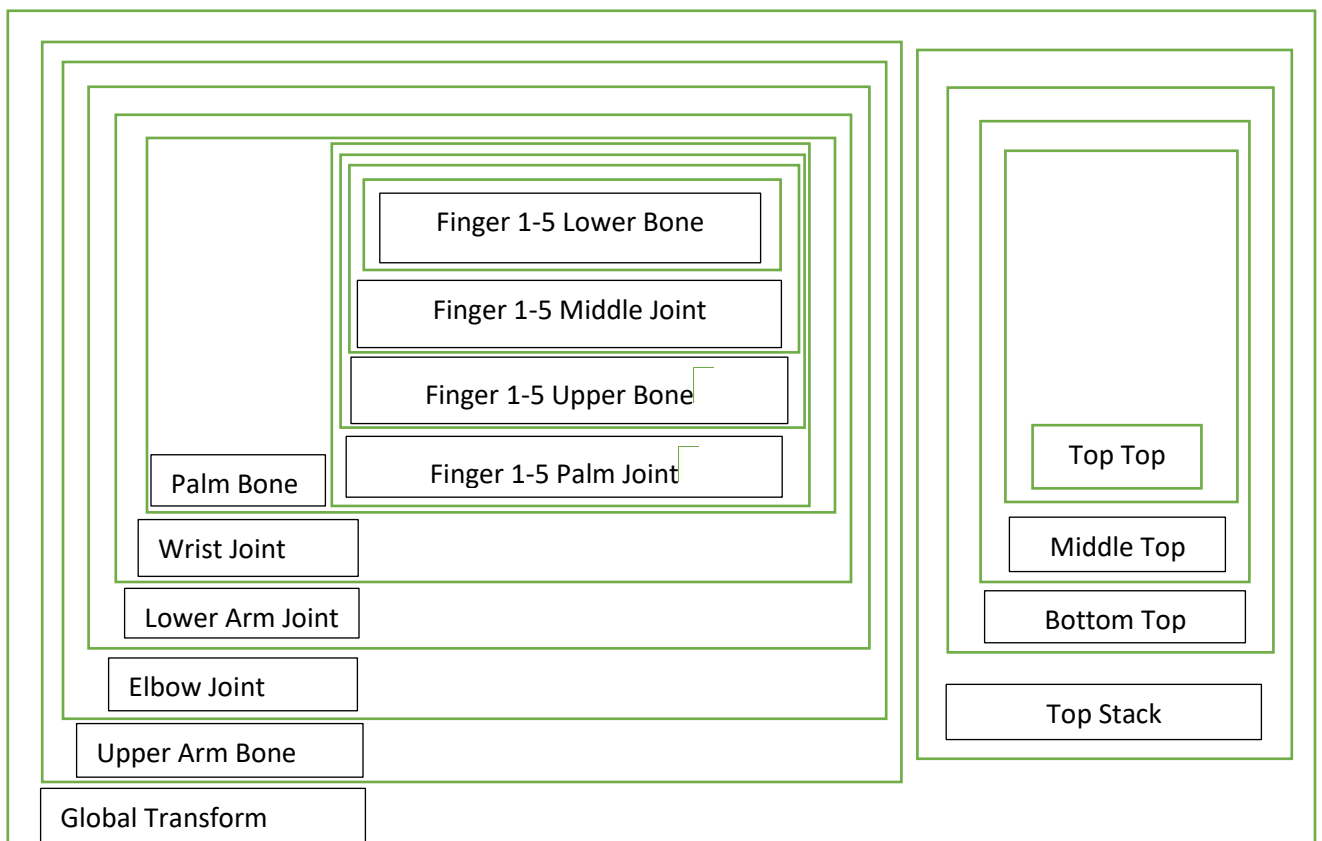 Finger 1-5 Lower Bone
Finger 1-5 Middle Joint
Finger 1-5 Upper Bone
Finger 1-5 Palm Joint
Palm Bone
Wrist Joint
Lower Arm Joint
Elbow Joint
Upper Arm Bone
Global Transform
Top Top
Middle Top
Bottom Top
Top Stack